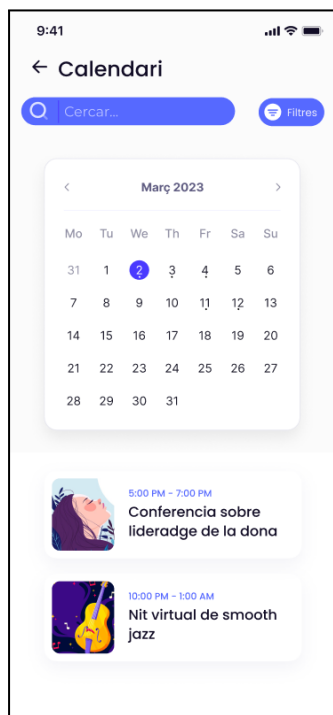 9:41
← Calendari
Cercar...
Filtres
< Març 2023 >
Mo Tu We Th Fr Sa Su
31 1 2 3 4 5 6
7 8 9 10 11 12 13
14 15 16 17 18 19 20
21 22 23 24 25 26 27
28 29 30 31
5:00 PM - 7:00 PM
Conferencia sobre
lideradge de la dona
10:00 PM - 1:00 AM
Nit virtual de smooth
jazz